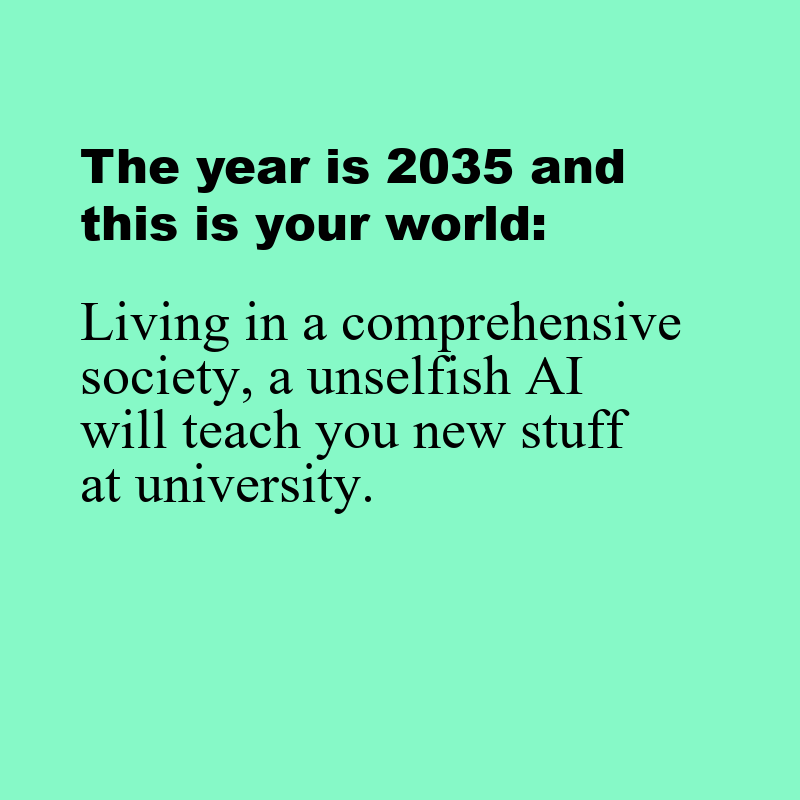 The year is 2035 and
this is your world:
Living in a comprehensive
society, a unselfish AI
will teach you new stuff
at university.